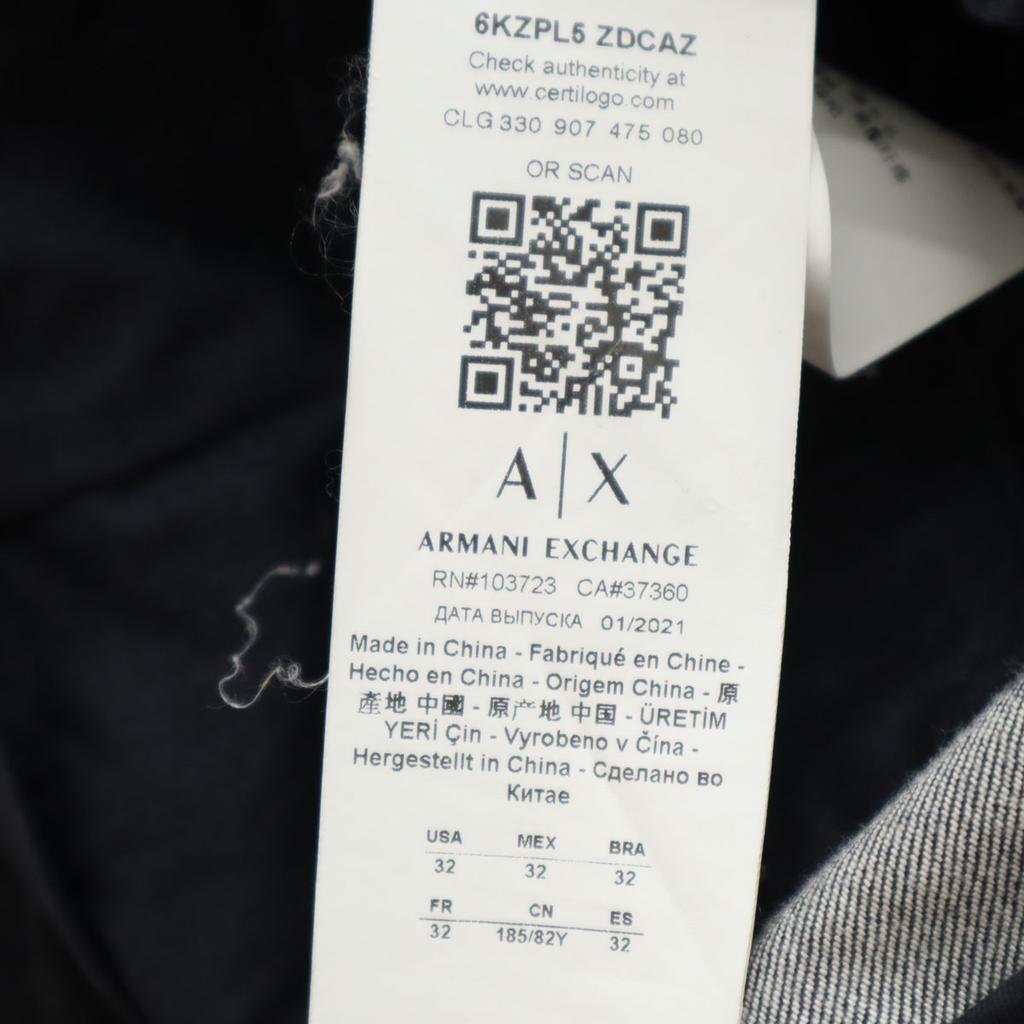 6KZPL5 ZDCAZ
Check authenticity at
www.certilogo.com
CLG 330 907 475 080
OR SCAN
A|X
ARMANI EXCHANGE
RN#103723 CA#37360
ДАТА ВЫПУСКА 01/2021
Made in China - Fabriqué en Chine -
Hecho en China - Origem China - 原
產地 中國 - 原产地 中国 - ÜRETİM
YERİ Çin - Vyrobeno v Čína -
Hergestellt in China - Сделано во
Китае
USA MEX BRA
32 32 32
FR CN ES
32 185/82Y 32